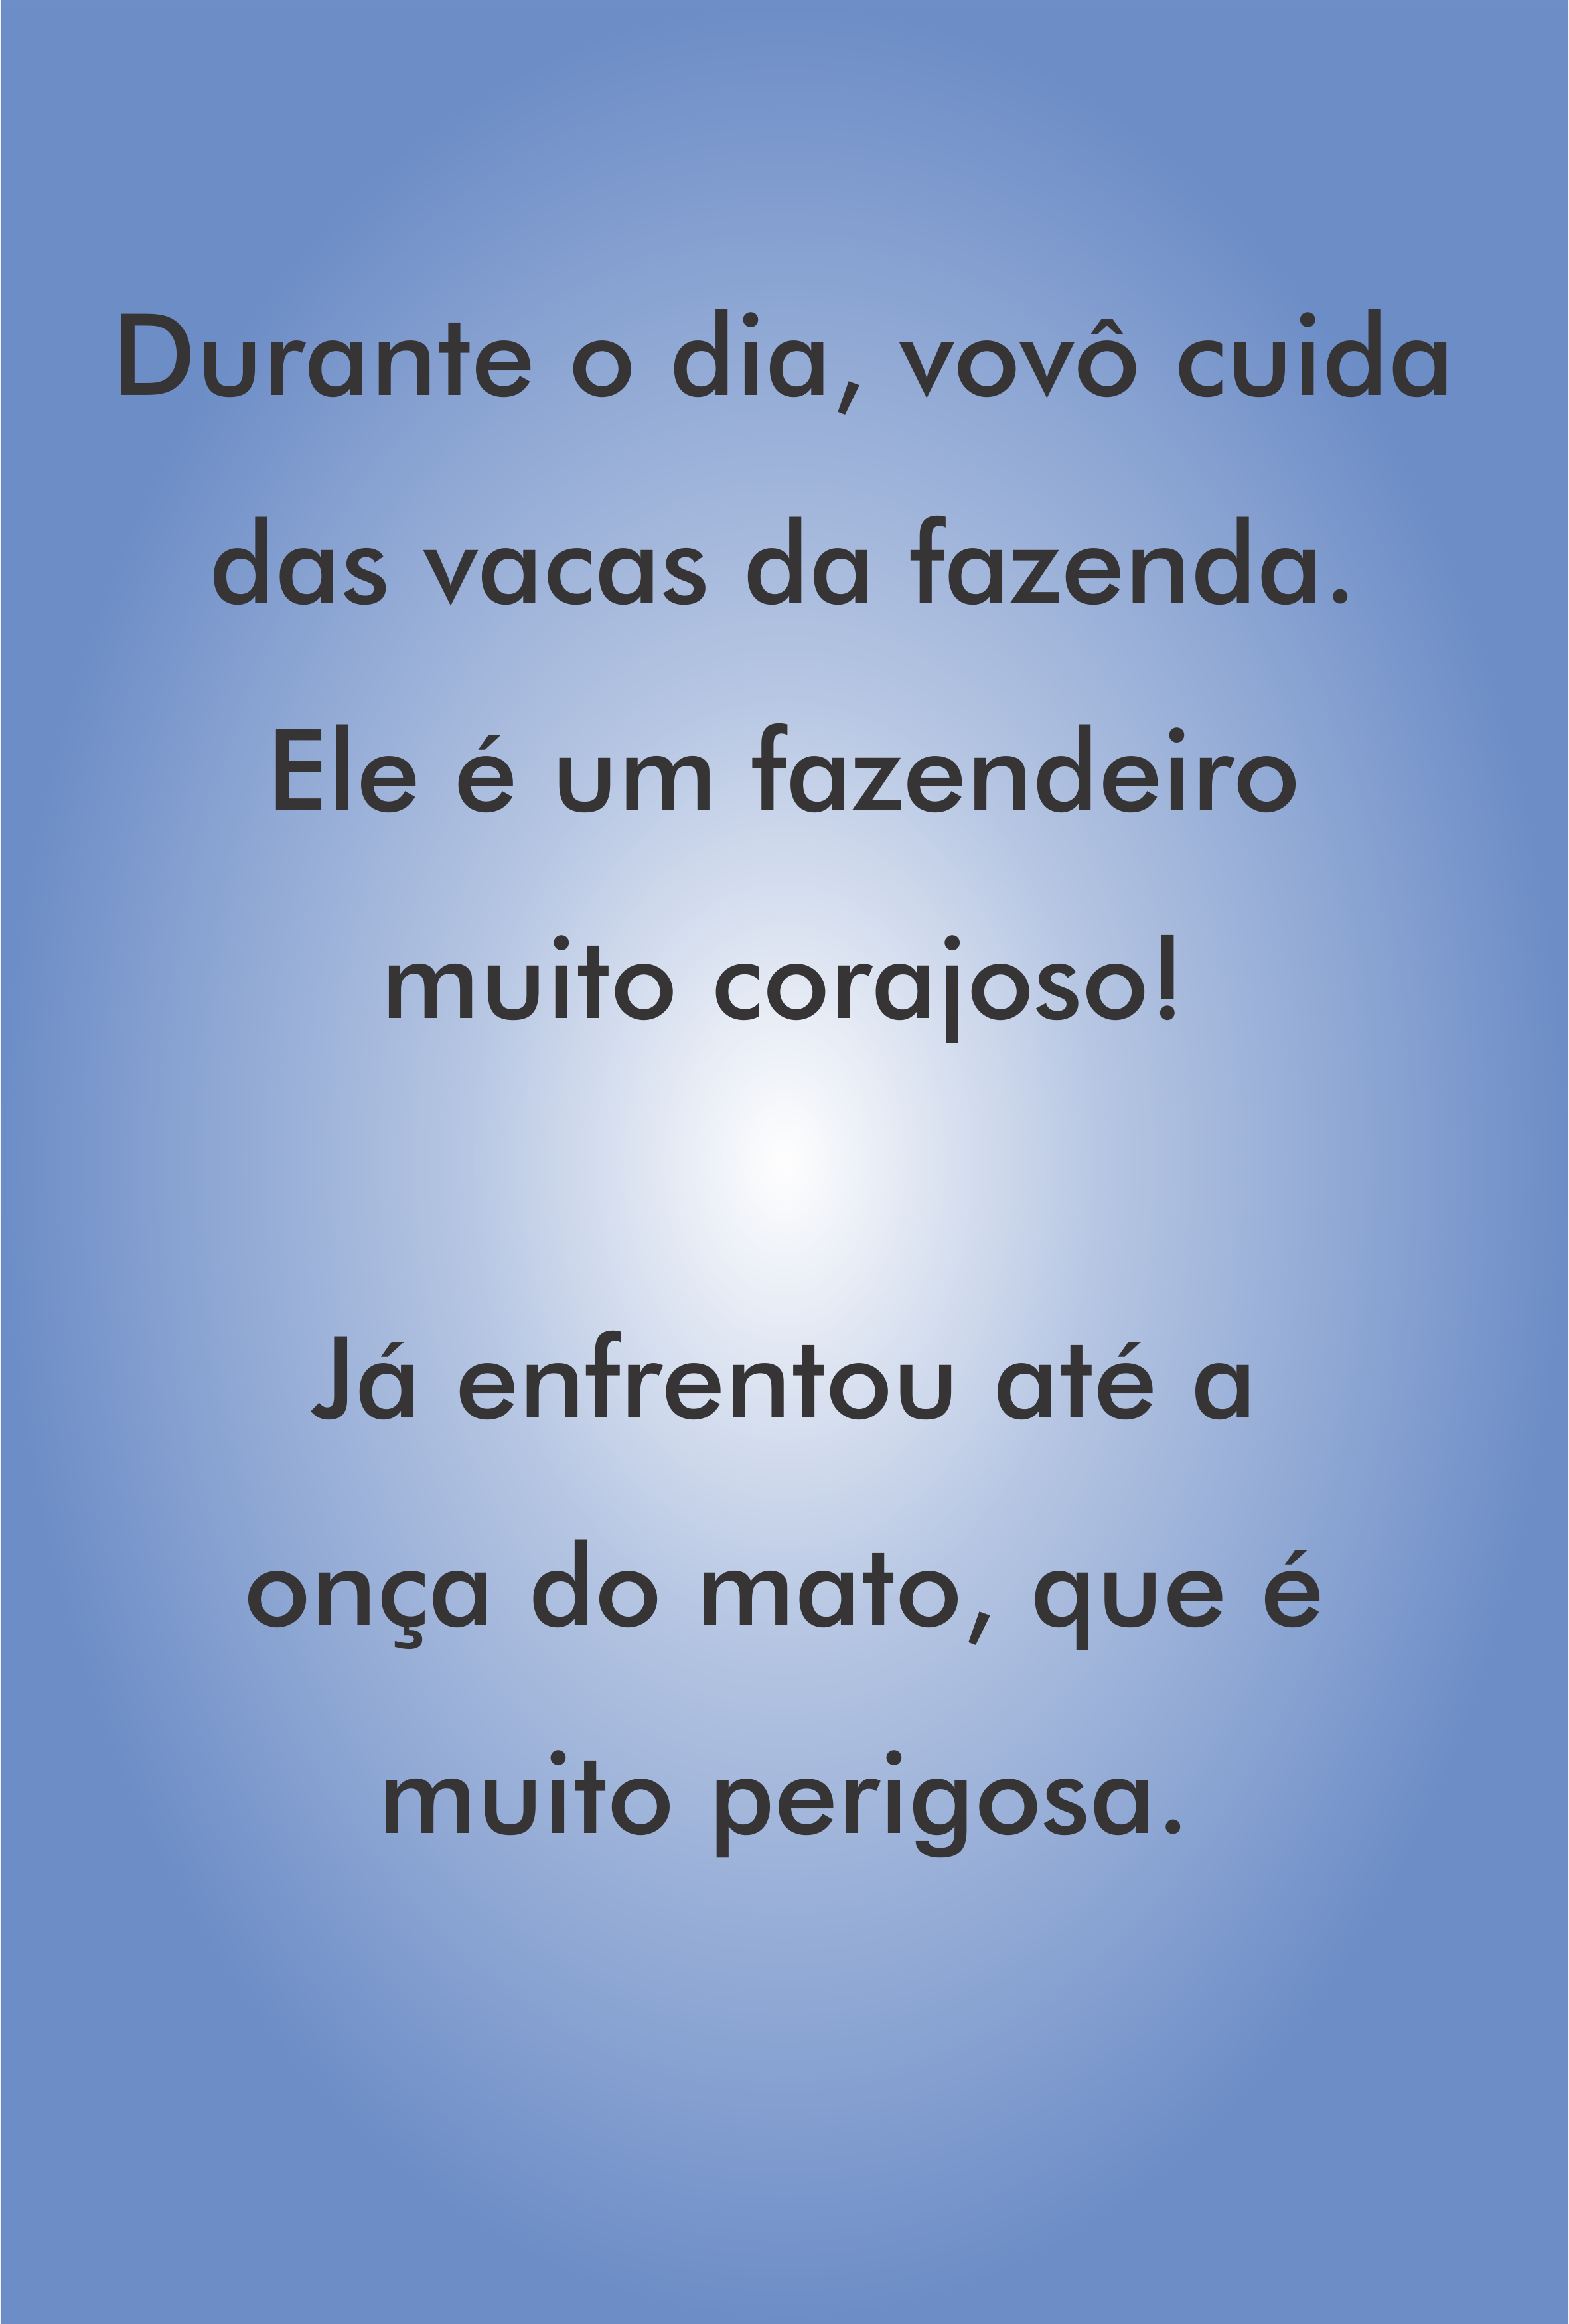 Durante o dia, vovô cuida
das vacas da fazenda.
Ele é um fazendeiro
muito corajoso!
Já enfrentou até a
onça do mato, que é
muito perigosa.